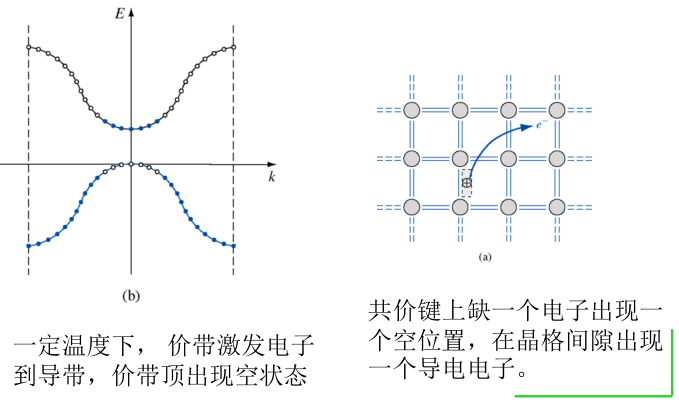 E
k
(b)
e⁻
(a)
一定温度下， 价带激发电子
到导带，价带顶出现空状态
共价键上缺一个电子出现一
个空位置，在晶格间隙出现
一个导电电子。